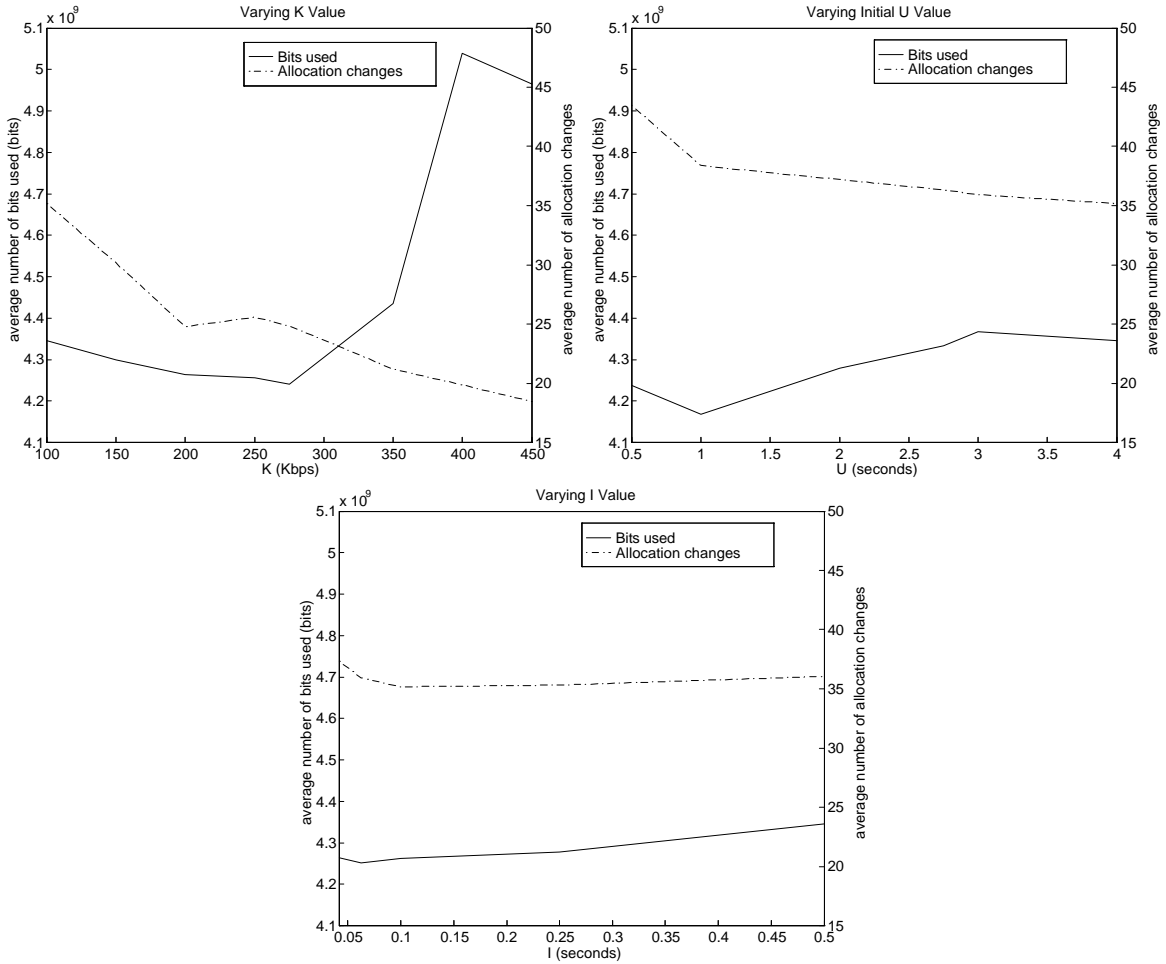 Varying K Value
x 10^9
Bits used
Allocation changes
5.1
5
4.9
4.8
4.7
4.6
4.5
4.4
4.3
4.2
4.1
average number of bits used (bits)
50
45
40
35
30
25
20
15
average number of allocation changes
100 150 200 250 300 350 400 450
K (Kbps)
Varying Initial U Value
x 10^9
Bits used
Allocation changes
5.1
5
4.9
4.8
4.7
4.6
4.5
4.4
4.3
4.2
4.1
average number of bits used (bits)
50
45
40
35
30
25
20
15
average number of allocation changes
0.5 1 1.5 2 2.5 3 3.5 4
U (seconds)
Varying I Value
x 10^9
Bits used
Allocation changes
5.1
5
4.9
4.8
4.7
4.6
4.5
4.4
4.3
4.2
4.1
average number of bits used (bits)
50
45
40
35
30
25
20
15
average number of allocation changes
0.05 0.1 0.15 0.2 0.25 0.3 0.35 0.4 0.45 0.5
I (seconds)